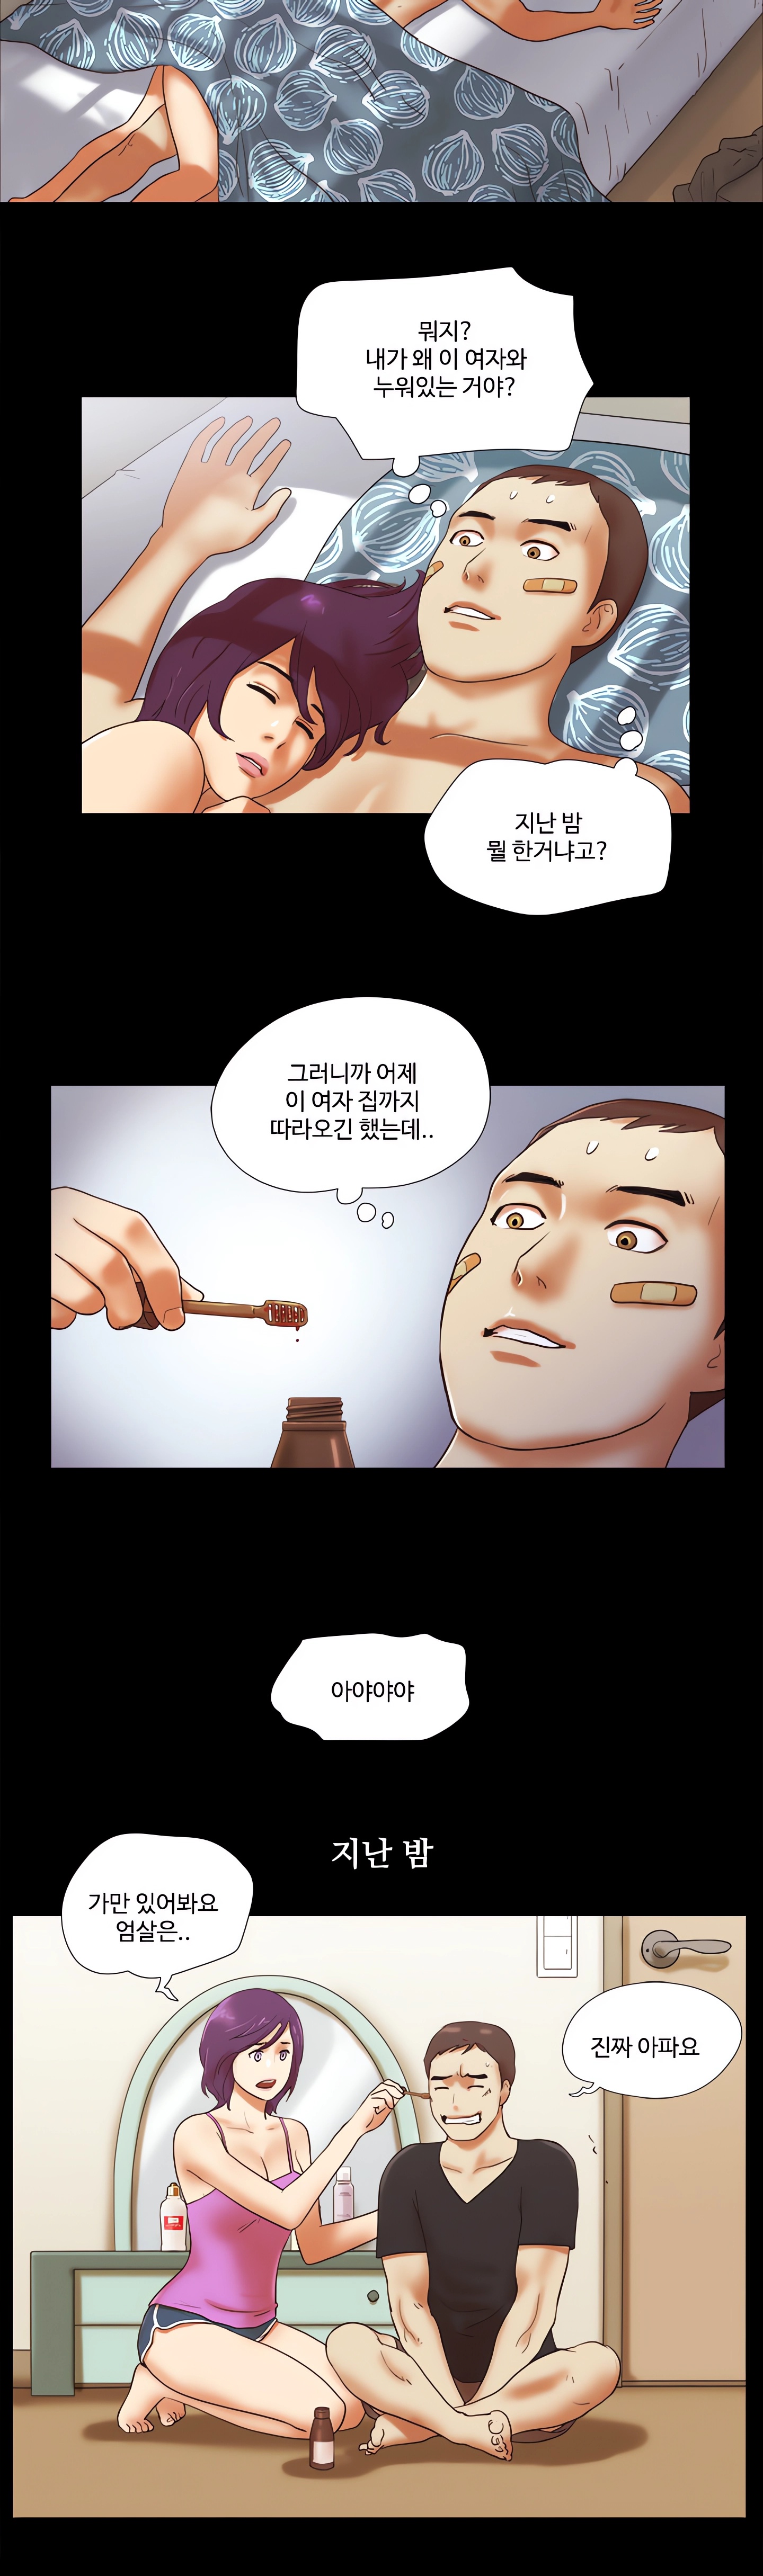 뭐지?
내가 왜 이 여자와
누워있는 거야?
지난 밤
뭘 한거냐고?
그러니까 어제
이 여자 집까지
따라오긴 했는데..
아야야야
지난 밤
가만 있어봐요
엄살은..
진짜 아파요